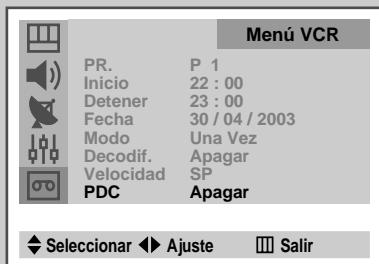 Menú VCR
PR. P 1
Inicio 22 : 00
Detener 23 : 00
Fecha 30 / 04 / 2003
Modo Una Vez
Decodif. Apagar
Velocidad SP
PDC Apagar
Seleccionar Ajuste Salir